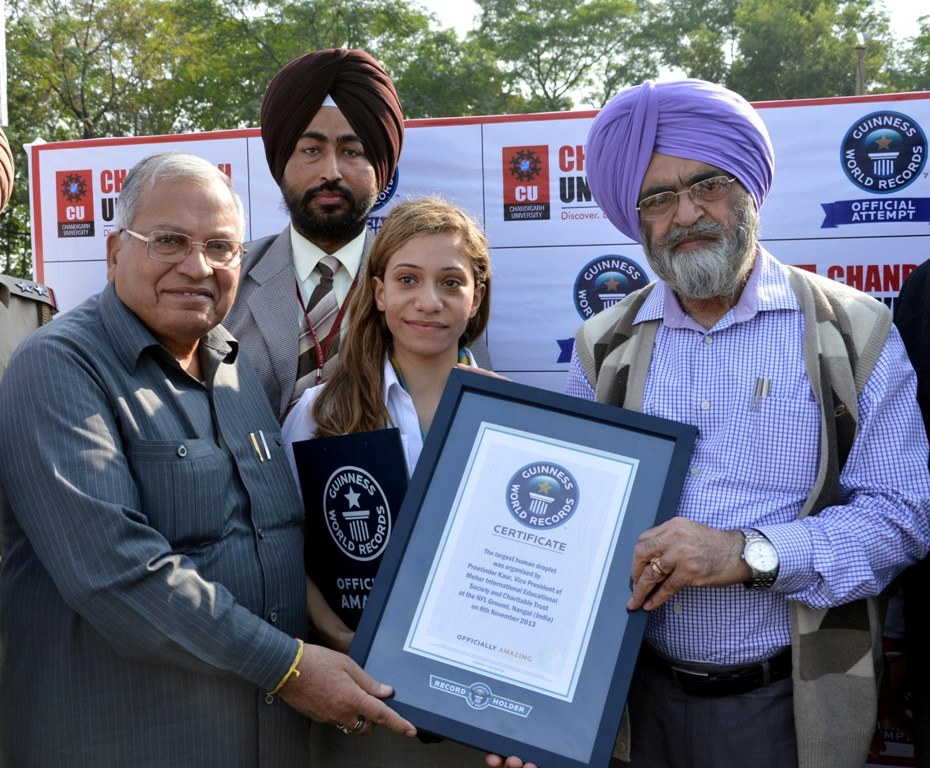 CU
CHANDIGARH
UNIVERSITY
CH
U
CU
CHANDIGARH
UNIVERSITY
CHA
UN
Discover.
GUINNESS
WORLD RECORDS
OFFICIAL
ATTEMPT
GUINNESS
WORLD RECORDS
CHAND
GUINNESS
WORLD RECORDS
OFFIC
AMA
GUINNESS
WORLD RECORDS
CERTIFICATE
The largest human droplet
was organised by
Preetinder Kaur, Vice President of
Mehar International Educational
Society and Charitable Trust
at the NFL Ground, Nangal (India)
on 8th November 2013
OFFICIALLY AMAZING
RECORD HOLDER